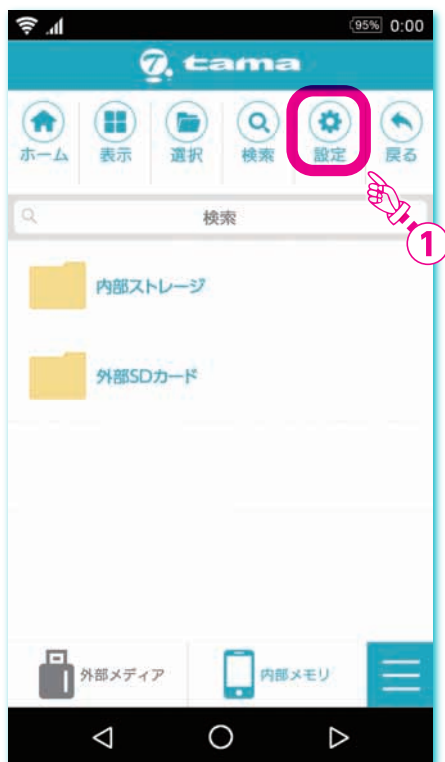 95% 0:00
tama
ホーム 表示 選択 検索 設定 戻る
検索
1
内部ストレージ
外部SDカード
外部メディア 内部メモリ